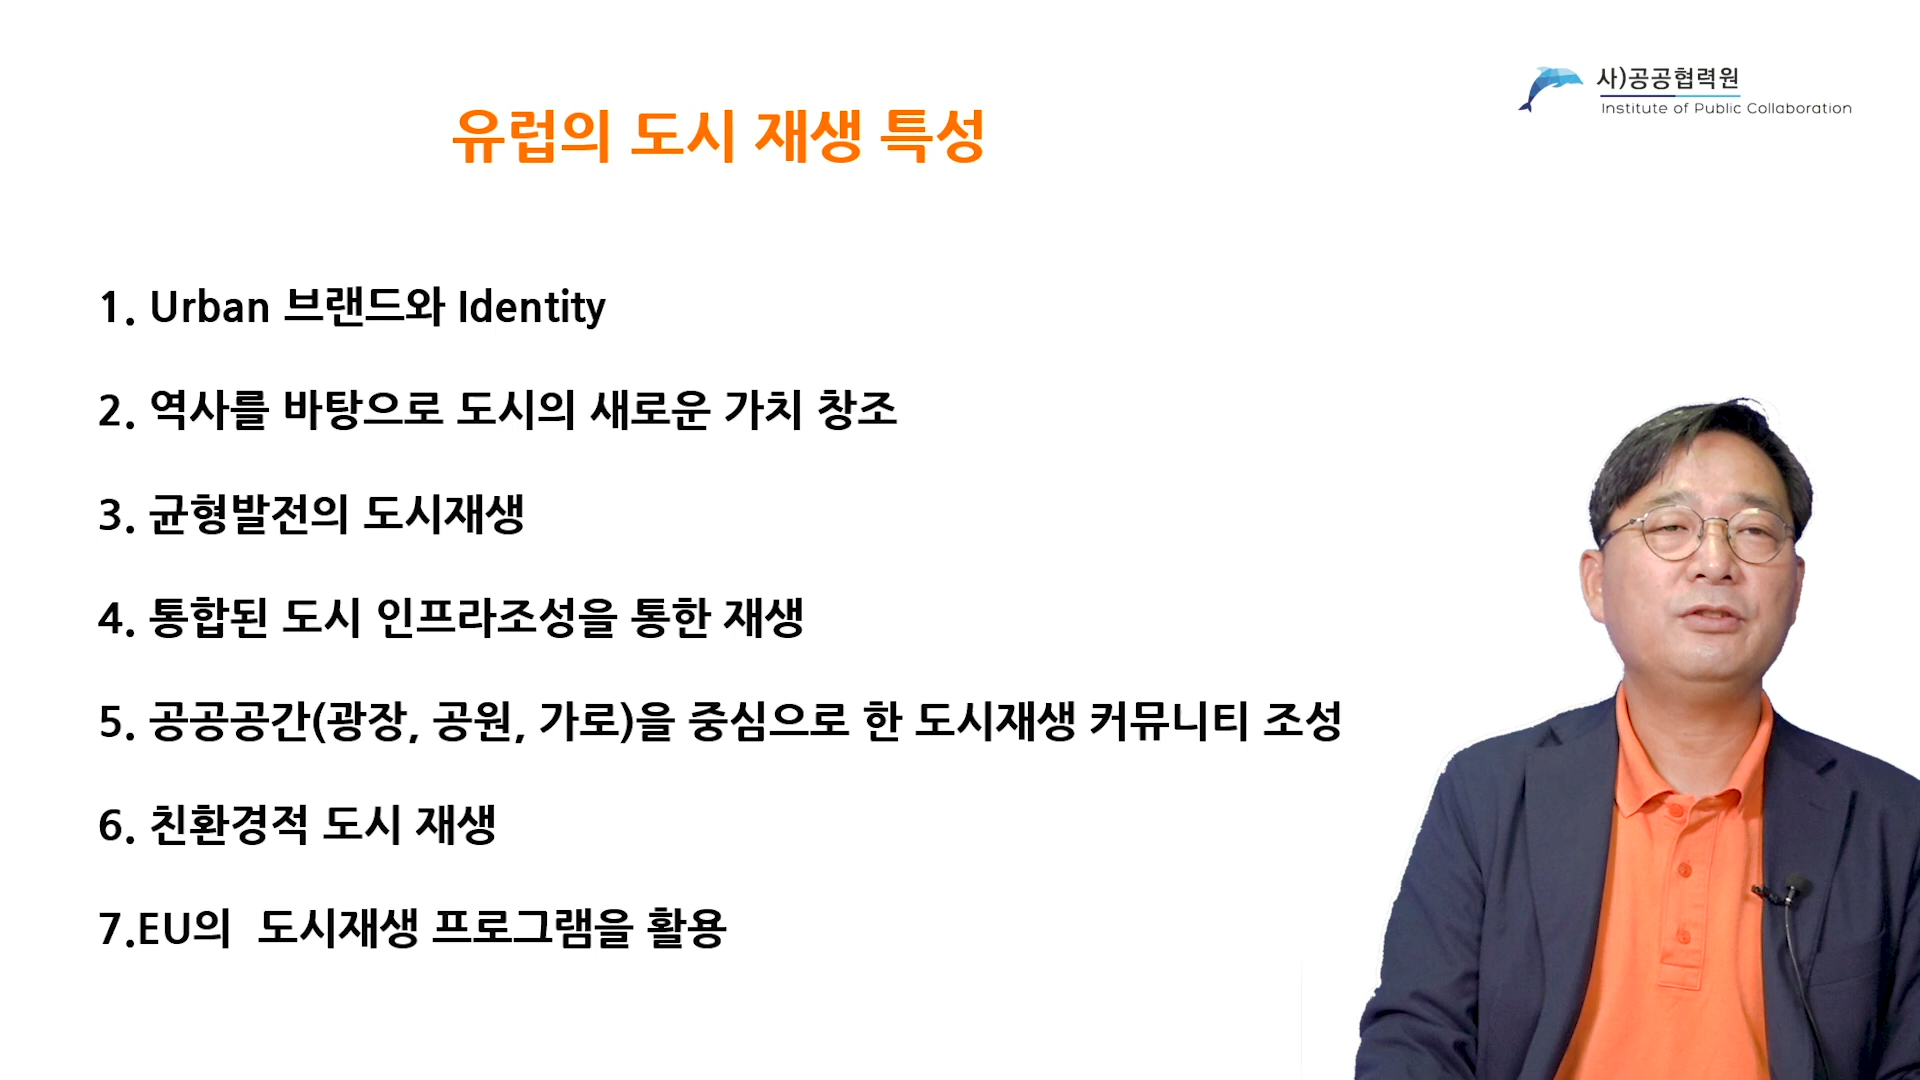 사)공공협력원
Institute of Public Collaboration
유럽의 도시 재생 특성
1. Urban 브랜드와 Identity
2. 역사를 바탕으로 도시의 새로운 가치 창조
3. 균형발전의 도시재생
4. 통합된 도시 인프라조성을 통한 재생
5. 공공공간(광장, 공원, 가로)을 중심으로 한 도시재생 커뮤니티 조성
6. 친환경적 도시 재생
7.EU의  도시재생 프로그램을 활용